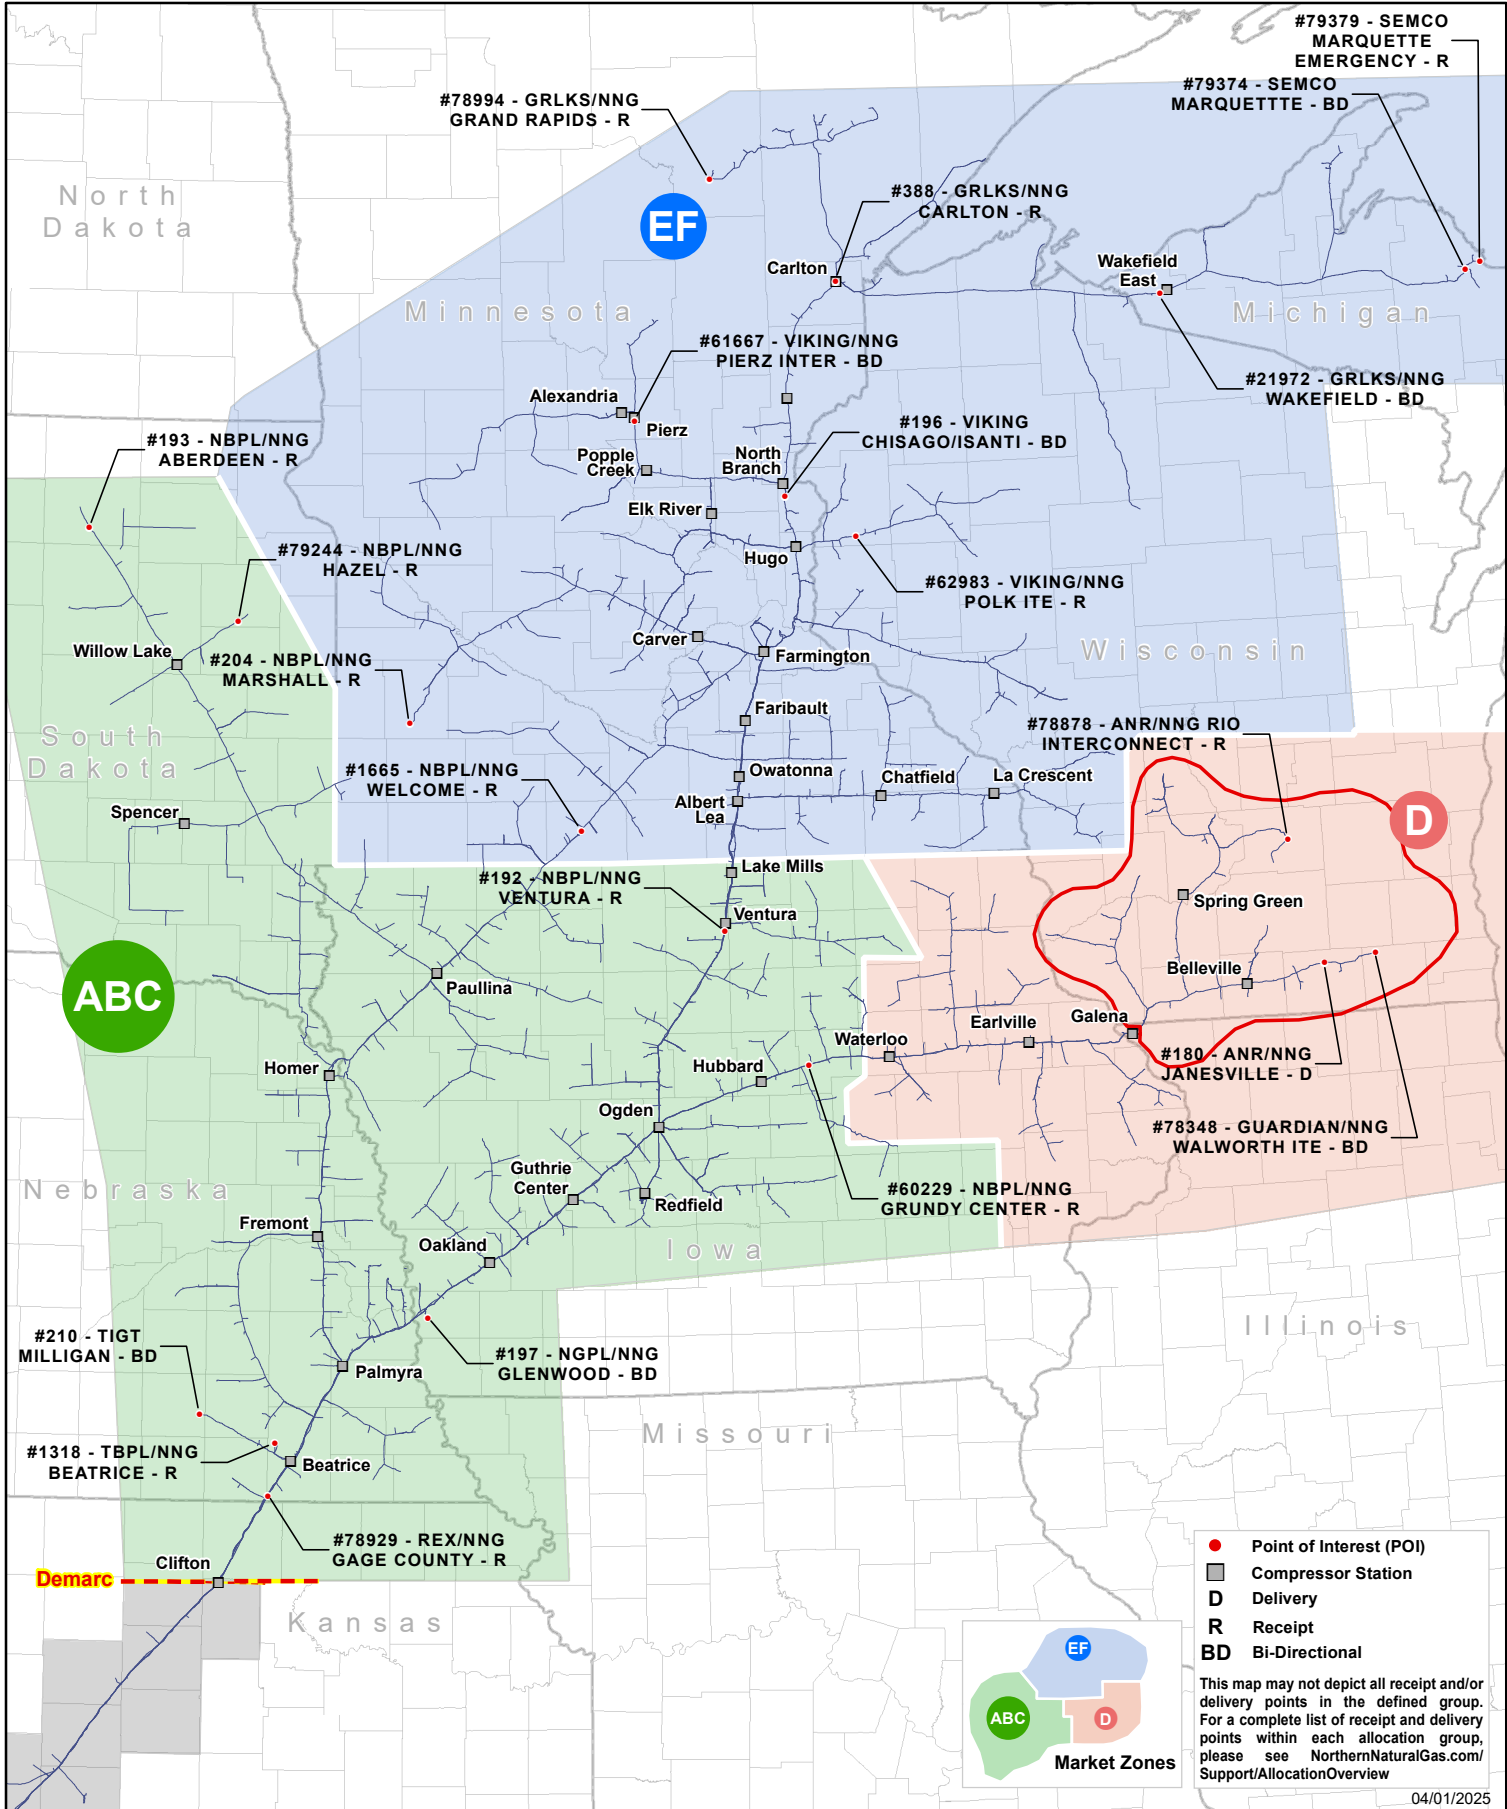 #79379 - SEMCO
MARQUETTE
EMERGENCY - R
#79374 - SEMCO
MARQUETTTE - BD
#78994 - GRLKS/NNG
GRAND RAPIDS - R
North
Dakota
#388 - GRLKS/NNG
CARLTON - R
EF
Carlton
Wakefield
East
Minnesota
Michigan
#61667 - VIKING/NNG
PIERZ INTER - BD
#21972 - GRLKS/NNG
WAKEFIELD - BD
Alexandria
Pierz
#196 - VIKING
CHISAGO/ISANTI - BD
#193 - NBPL/NNG
ABERDEEN - R
Popple
Creek
North
Branch
Elk River
Hugo
#79244 - NBPL/NNG
HAZEL - R
#62983 - VIKING/NNG
POLK ITE - R
Carver
Farmington
Wisconsin
Willow Lake
#204 - NBPL/NNG
MARSHALL - R
Faribault
#78878 - ANR/NNG RIO
INTERCONNECT - R
South
Dakota
#1665 - NBPL/NNG
WELCOME - R
Owatonna
Chatfield
La Crescent
Albert
Lea
Spencer
D
Lake Mills
#192 - NBPL/NNG
VENTURA - R
Ventura
Spring Green
ABC
Paullina
Belleville
Galena
Earlville
Waterloo
Homer
Hubbard
#180 - ANR/NNG
JANESVILLE - D
Ogden
#78348 - GUARDIAN/NNG
WALWORTH ITE - BD
Guthrie
Center
Redfield
#60229 - NBPL/NNG
GRUNDY CENTER - R
Nebraska
Fremont
Oakland
Iowa
Illinois
#210 - TIGT
MILLIGAN - BD
#197 - NGPL/NNG
GLENWOOD - BD
Palmyra
Missouri
#1318 - TBPL/NNG
BEATRICE - R
Beatrice
#78929 - REX/NNG
GAGE COUNTY - R
Clifton
Demarc
Kansas
EF
ABC
D
Market Zones
Point of Interest (POI)
Compressor Station
D Delivery
R Receipt
BD Bi-Directional
This map may not depict all receipt and/or
delivery points in the defined group.
For a complete list of receipt and delivery
points within each allocation group,
please see NorthernNaturalGas.com/
Support/AllocationOverview
04/01/2025